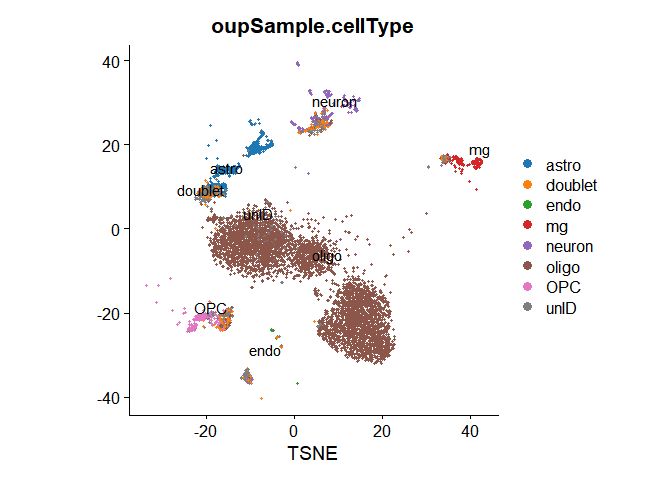 oupSample.cellType
40
20
0
-20
-40
-20
0
20
40
TSNE
neuron
mg
astro
doublet
unID
oligo
OPC
endo
astro
doublet
endo
mg
neuron
oligo
OPC
unID